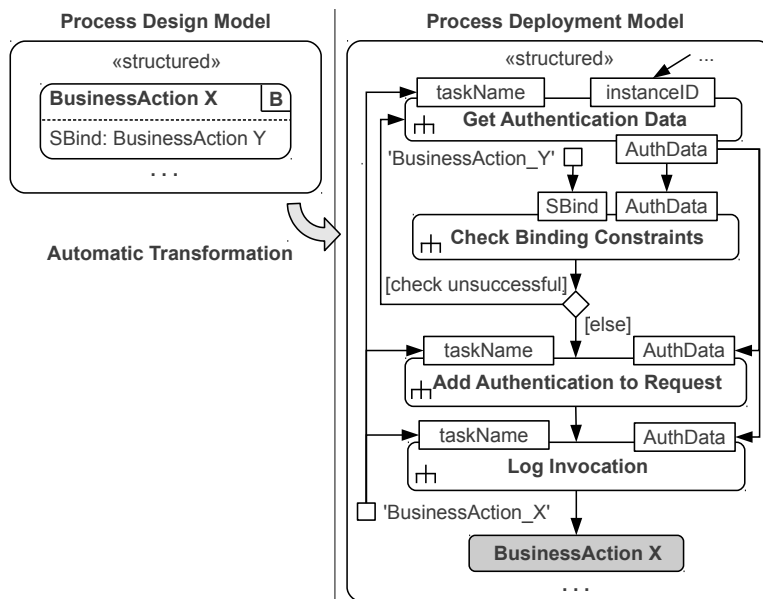 Process Design Model
«structured»
BusinessAction X
B
SBind: BusinessAction Y
. . .
Automatic Transformation
Process Deployment Model
«structured»
...
taskName
instanceID
Get Authentication Data
'BusinessAction_Y'
AuthData
SBind
AuthData
Check Binding Constraints
[check unsuccessful]
[else]
taskName
AuthData
Add Authentication to Request
taskName
AuthData
Log Invocation
'BusinessAction_X'
BusinessAction X
. . .